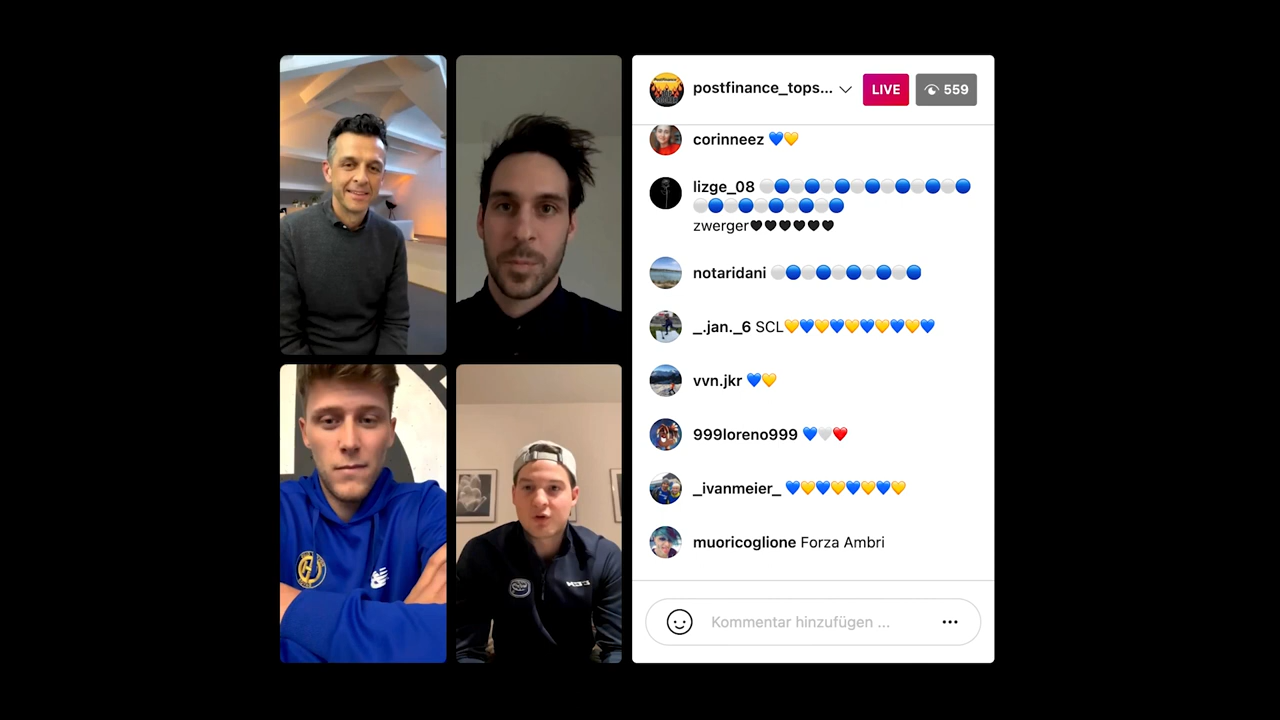 postfinance_tops...
LIVE
559
corinneez 💙💛
lizge_08 ⚪🔵⚪🔵⚪🔵⚪🔵⚪🔵⚪🔵⚪🔵
⚪🔵⚪🔵⚪🔵⚪🔵⚪🔵
zwerger🖤🖤🖤🖤🖤🖤
notaridani ⚪🔵⚪🔵⚪🔵⚪🔵⚪🔵
_.jan._6 SCL💛💙💛💙💛💙💛💙💛💙
vvn.jkr 💙💛
999loreno999 💙🤍❤️
_ivanmeier_ 💙💛💙💛💙💛💙💛
muoricoglione Forza Ambri
Kommentar hinzufügen ...